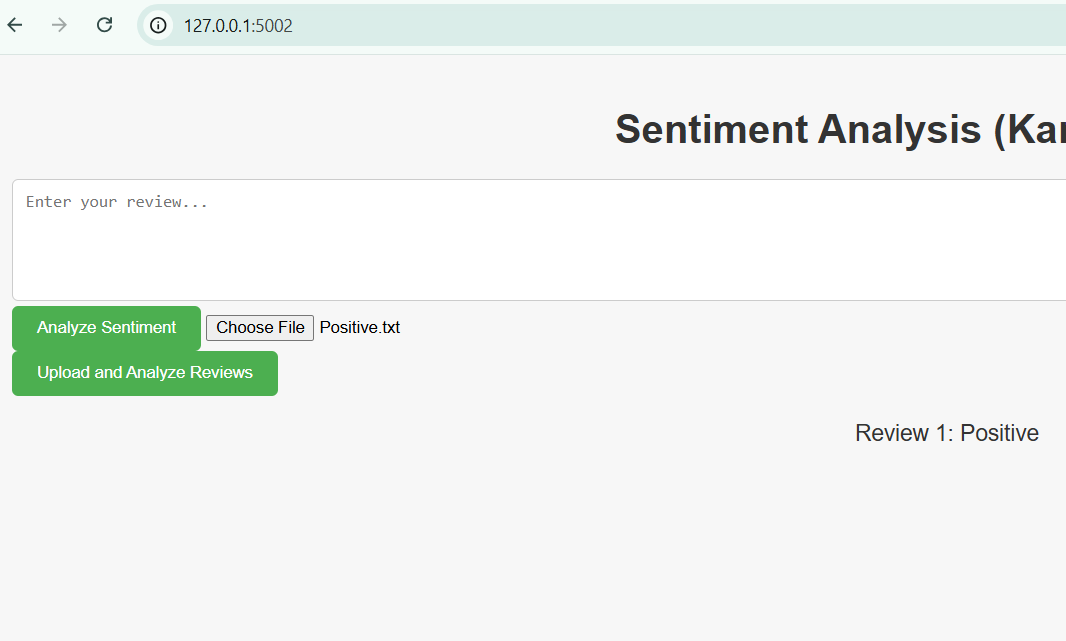 127.0.0.1:5002
Sentiment Analysis
Enter your review...
Analyze Sentiment Choose File Positive.txt
Upload and Analyze Reviews
Review 1: Positive